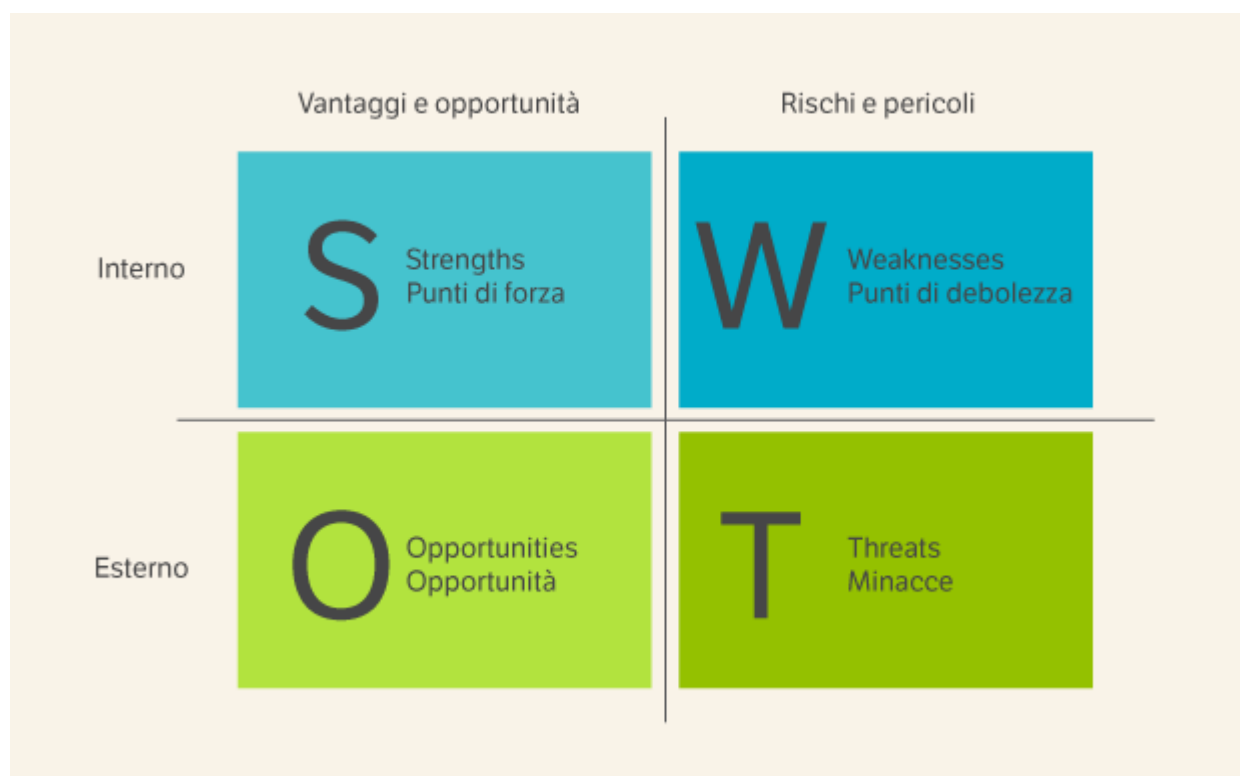 Vantaggi e opportunità
Rischi e pericoli
Interno
S
Strengths
Punti di forza
W
Weaknesses
Punti di debolezza
Esterno
O
Opportunities
Opportunità
T
Threats
Minacce